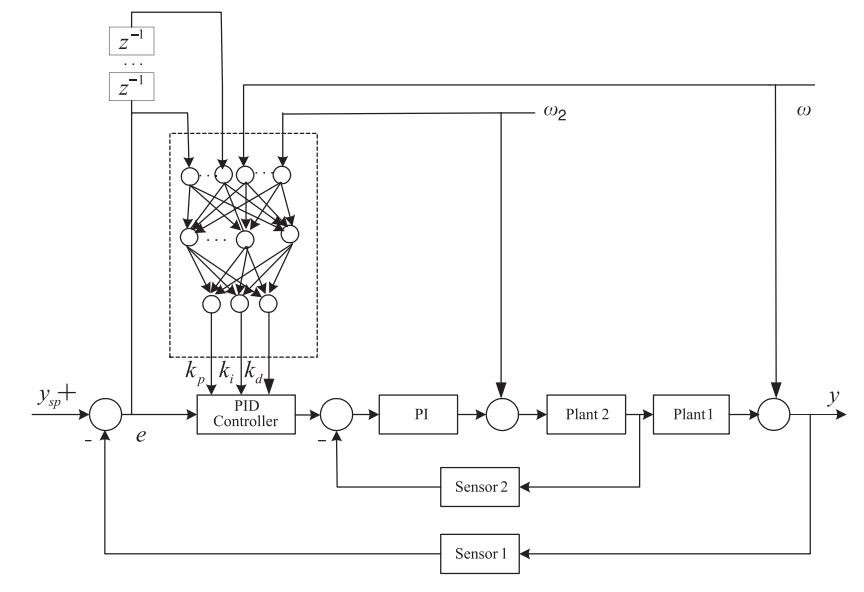 z⁻¹
...
z⁻¹
ω₂
ω
...
...
...
k_p
k_i
k_d
y_sp
+
y
PID
Controller
PI
Plant 2
Plant1
-
e
-
Sensor 2
Sensor 1